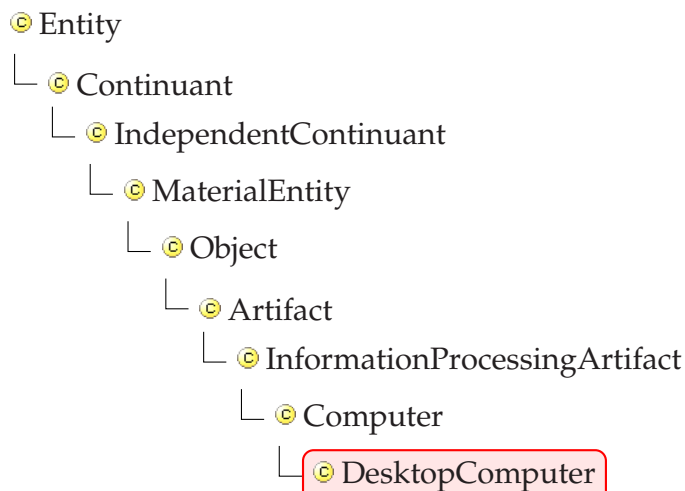 Entity
Continuant
IndependentContinuant
MaterialEntity
Object
Artifact
InformationProcessingArtifact
Computer
DesktopComputer